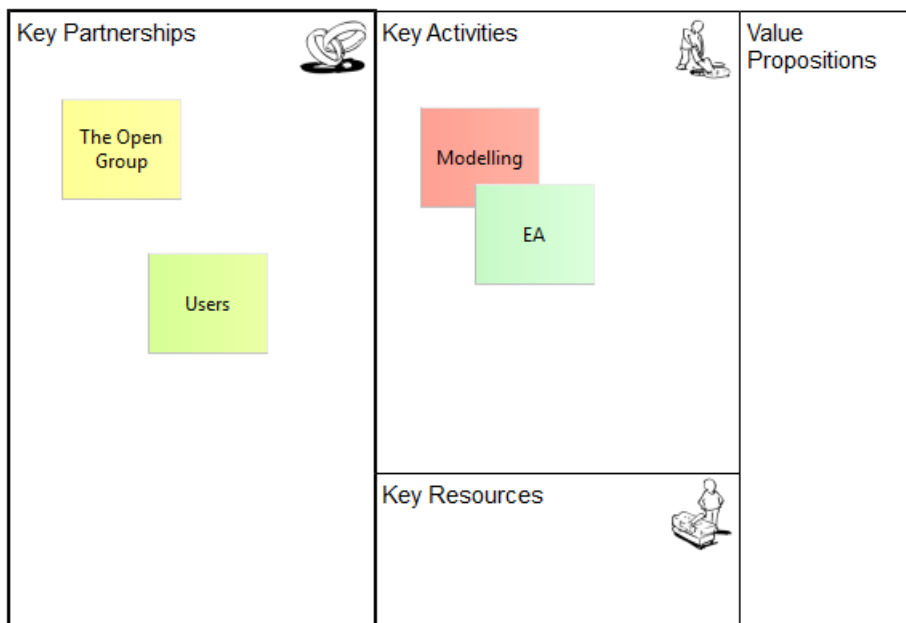 Key Partnerships
The Open
Group
Users
Key Activities
Modelling
EA
Key Resources
Value
Propositions